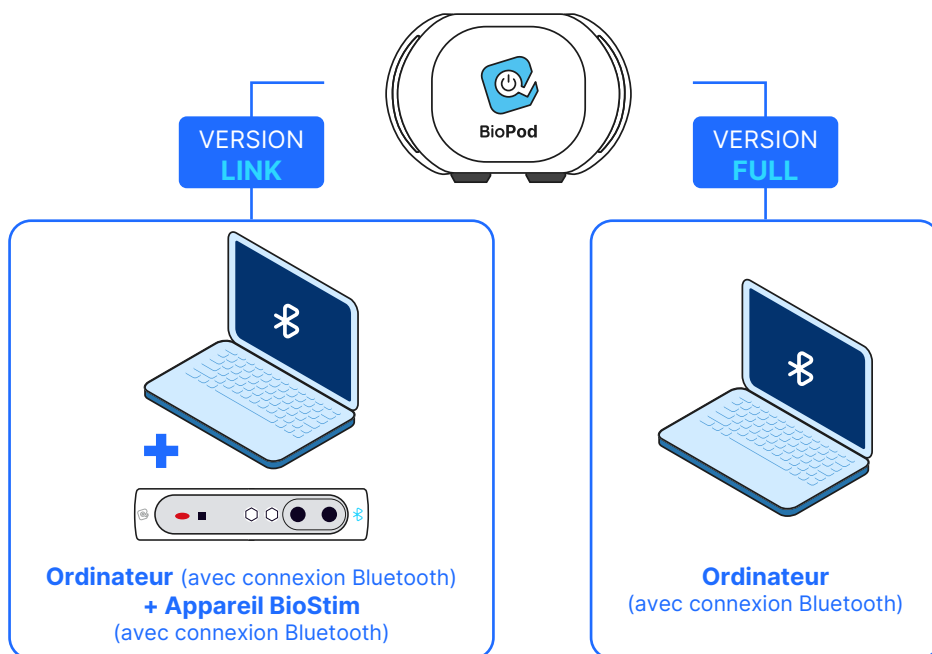 BioPod
VERSION
LINK
VERSION
FULL
Ordinateur (avec connexion Bluetooth)
+ Appareil BioStim
(avec connexion Bluetooth)
Ordinateur
(avec connexion Bluetooth)